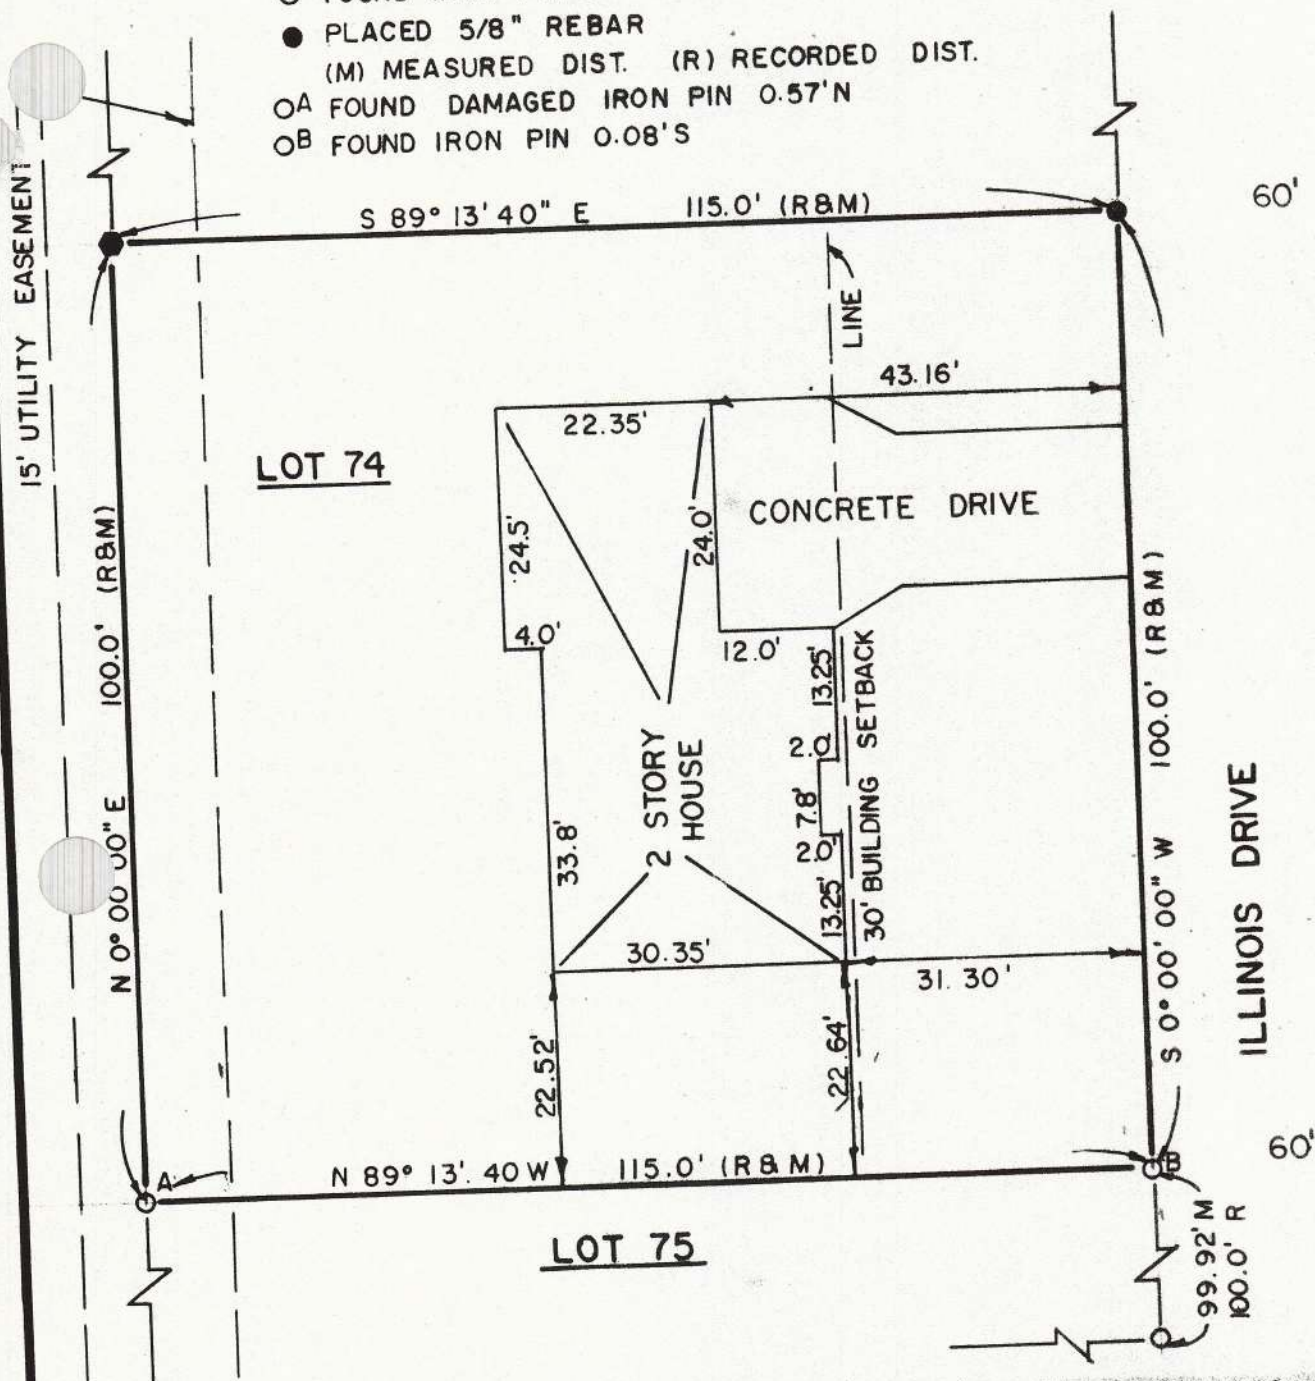 ● PLACED 5/8" REBAR
(M) MEASURED DIST. (R) RECORDED DIST.
OA FOUND DAMAGED IRON PIN 0.57'N
OB FOUND IRON PIN 0.08'S
15' UTILITY EASEMENT
S 89° 13' 40" E 115.0' (R&M)
60'
LINE
43.16'
22.35'
LOT 74
CONCRETE DRIVE
24.5'
24.0'
100.0' (R&M)
4.0'
12.0'
13.25'
2.0
7.8'
2.0'
13.25'
30' BUILDING SETBACK
100.0' (R&M)
2 STORY
HOUSE
33.8'
N 0° 00' 00" E
30.35'
31.30'
S 0° 00' 00" W
ILLINOIS DRIVE
22.52'
22.64'
A
N 89° 13'. 40 W 115.0' (R&M)
B
60'
LOT 75
99.92' M
100.0' R